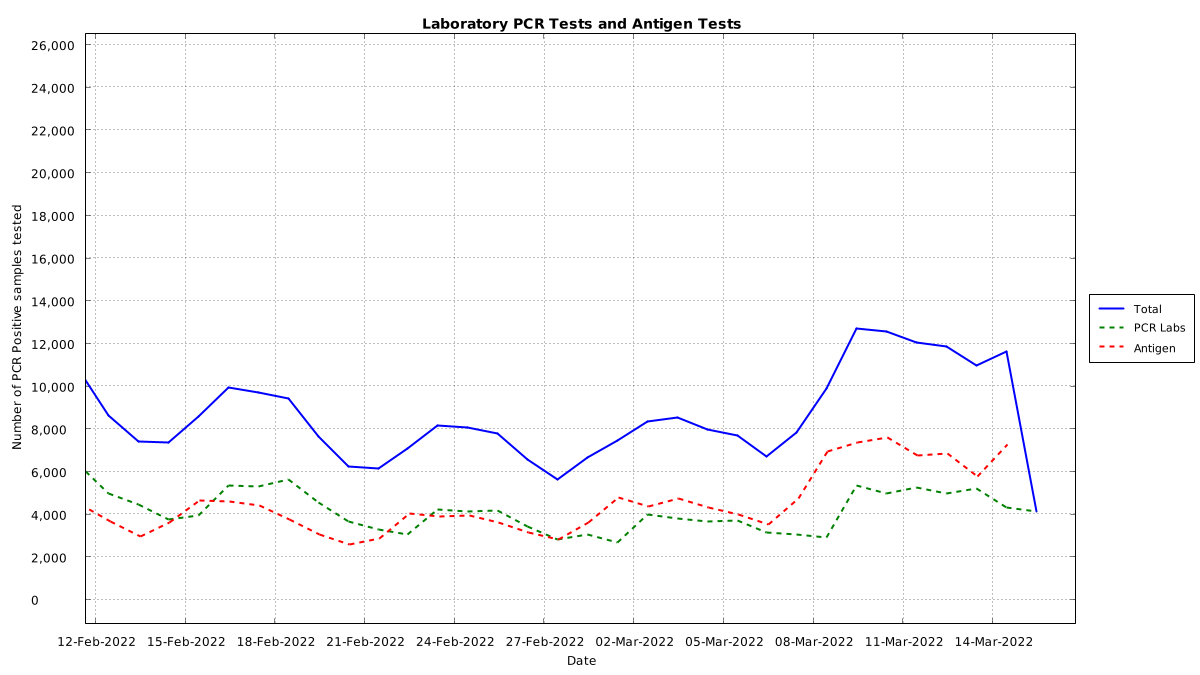 Laboratory PCR Tests and Antigen Tests
Number of PCR Positive samples tested
26,000
24,000
22,000
20,000
18,000
16,000
14,000
12,000
10,000
8,000
6,000
4,000
2,000
0
12-Feb-2022 15-Feb-2022 18-Feb-2022 21-Feb-2022 24-Feb-2022 27-Feb-2022 02-Mar-2022 05-Mar-2022 08-Mar-2022 11-Mar-2022 14-Mar-2022
Date
Total
PCR Labs
Antigen